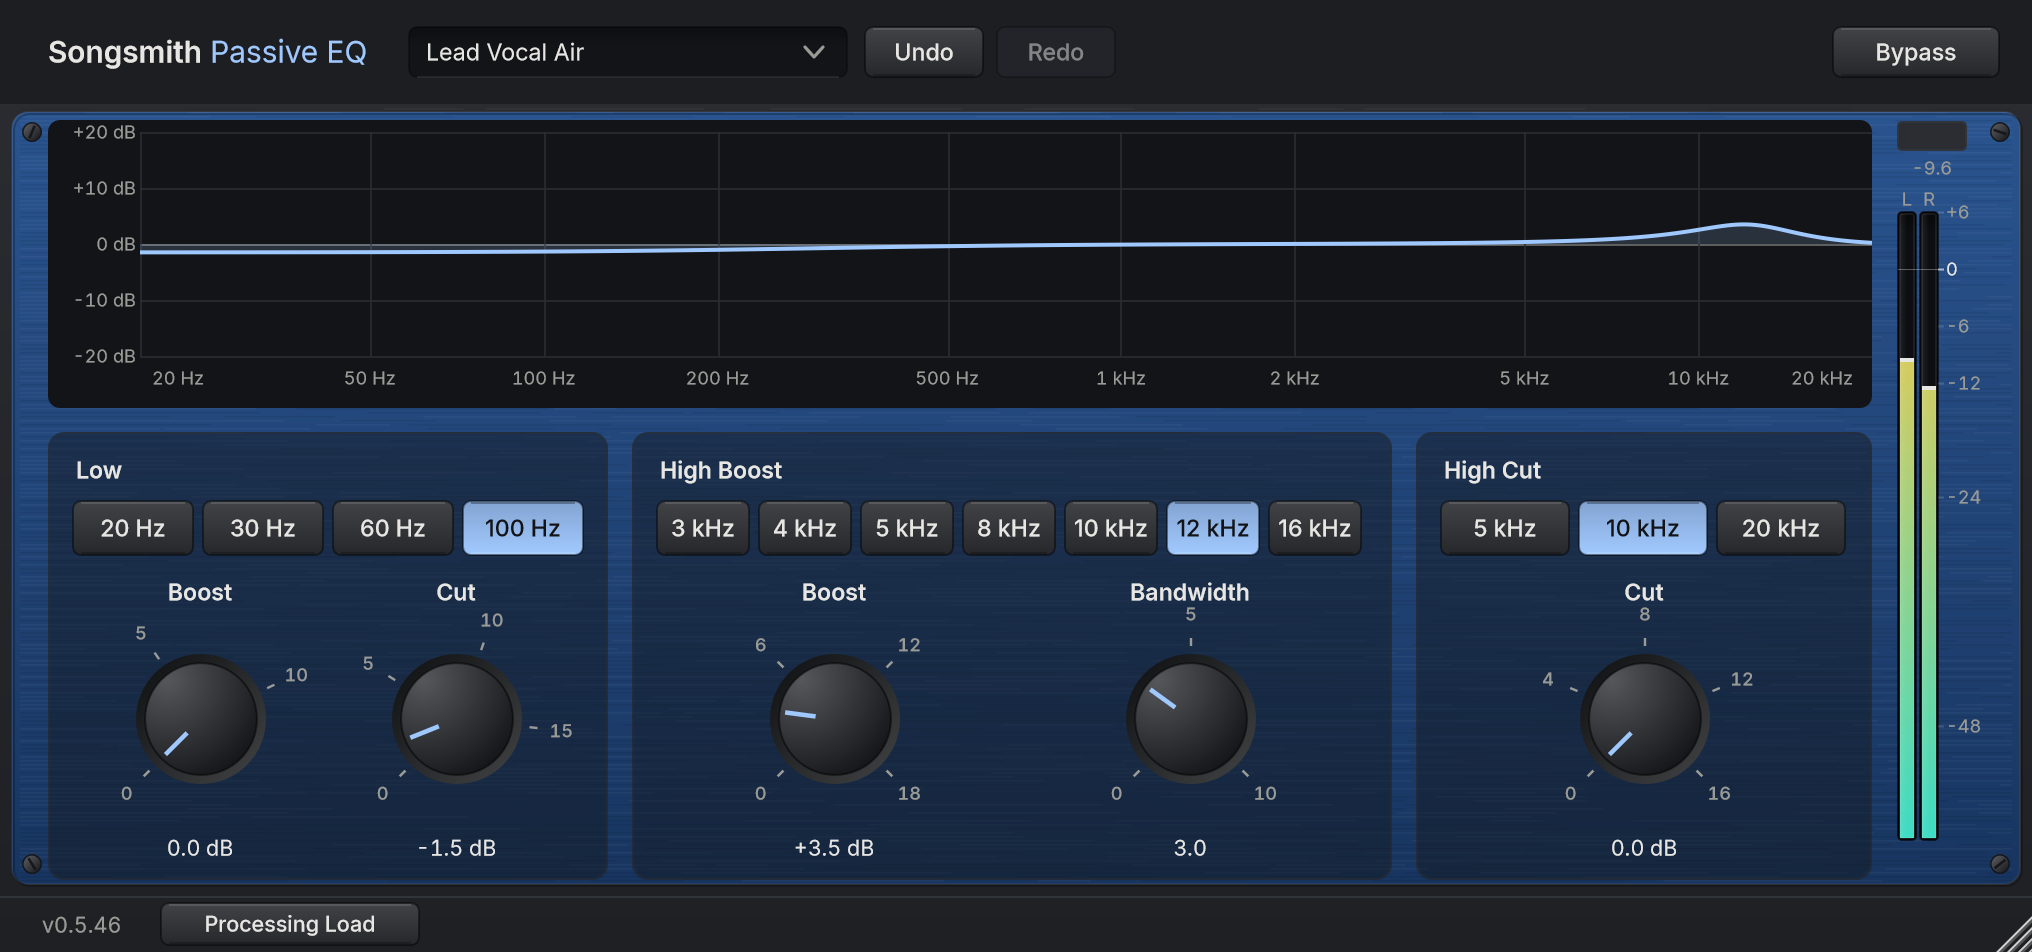 Songsmith Passive EQ
Lead Vocal Air
Undo
Redo
Bypass
+20 dB
+10 dB
0 dB
-10 dB
-20 dB
20 Hz 50 Hz 100 Hz 200 Hz 500 Hz 1 kHz 2 kHz 5 kHz 10 kHz 20 kHz
-9.6
L R
+6
0
-6
-12
-24
-48
Low
20 Hz 30 Hz 60 Hz 100 Hz
Boost
5
10
0
0.0 dB
Cut
10
5
15
0
-1.5 dB
High Boost
3 kHz 4 kHz 5 kHz 8 kHz 10 kHz 12 kHz 16 kHz
Boost
6 12
0 18
+3.5 dB
Bandwidth
5
0 10
3.0
High Cut
5 kHz 10 kHz 20 kHz
Cut
8
4 12
0 16
0.0 dB
v0.5.46
Processing Load